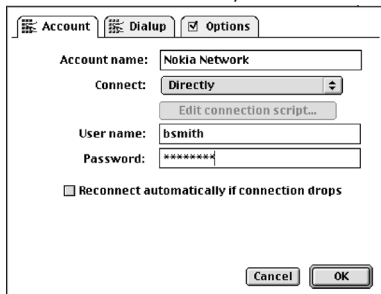 Account Dialup Options
Account name: Nokia Network
Connect: Directly
Edit connection script...
User name: bsmith
Password: ********
Reconnect automatically if connection drops
Cancel OK